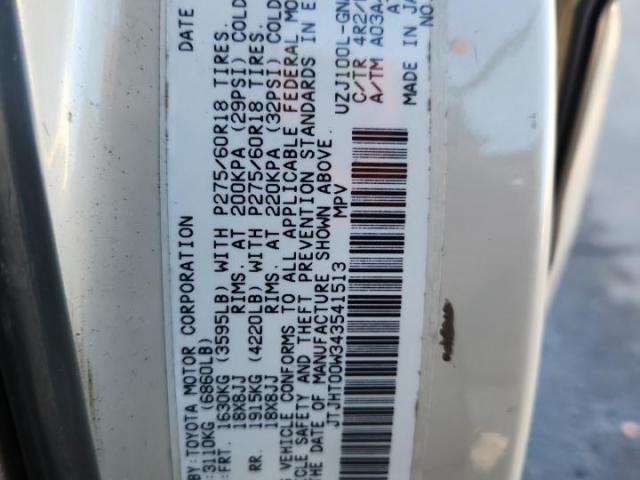 BY:TOYOTA MOTOR CORPORATION DATE
:3110KG (6860LB)
:FRT. 1630KG (3595LB) WITH P275/60R18 TIRES.
18X8JJ RIMS. AT 200KPA (29PSI) COLD
RR. 1915KG (4220LB) WITH P275/60R18 TIRES.
18X8JJ RIMS. AT 220KPA (32PSI) COLD
VEHICLE CONFORMS TO ALL APPLICABLE FEDERAL MO
ICLE SAFETY AND THEFT PREVENTION STANDARDS IN E
THE DATE OF MANUFACTURE SHOWN ABOVE.
JTJHT00W343541513 MPV
UZJ100L-GN
C/TR 4R2/
A/TM A03A
MADE IN JA
NO.